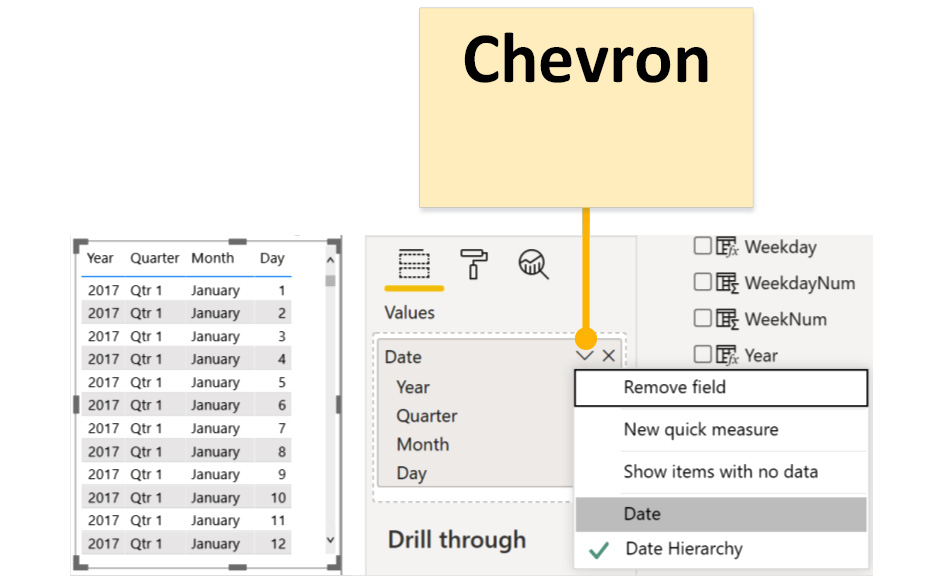 Chevron
Year Quarter Month Day
2017 Qtr 1 January 1
2017 Qtr 1 January 2
2017 Qtr 1 January 3
2017 Qtr 1 January 4
2017 Qtr 1 January 5
2017 Qtr 1 January 6
2017 Qtr 1 January 7
2017 Qtr 1 January 8
2017 Qtr 1 January 9
2017 Qtr 1 January 10
2017 Qtr 1 January 11
2017 Qtr 1 January 12
Values
Date
Year
Quarter
Month
Day
Drill through
Weekday
WeekdayNum
WeekNum
Year
Remove field
New quick measure
Show items with no data
Date
Date Hierarchy